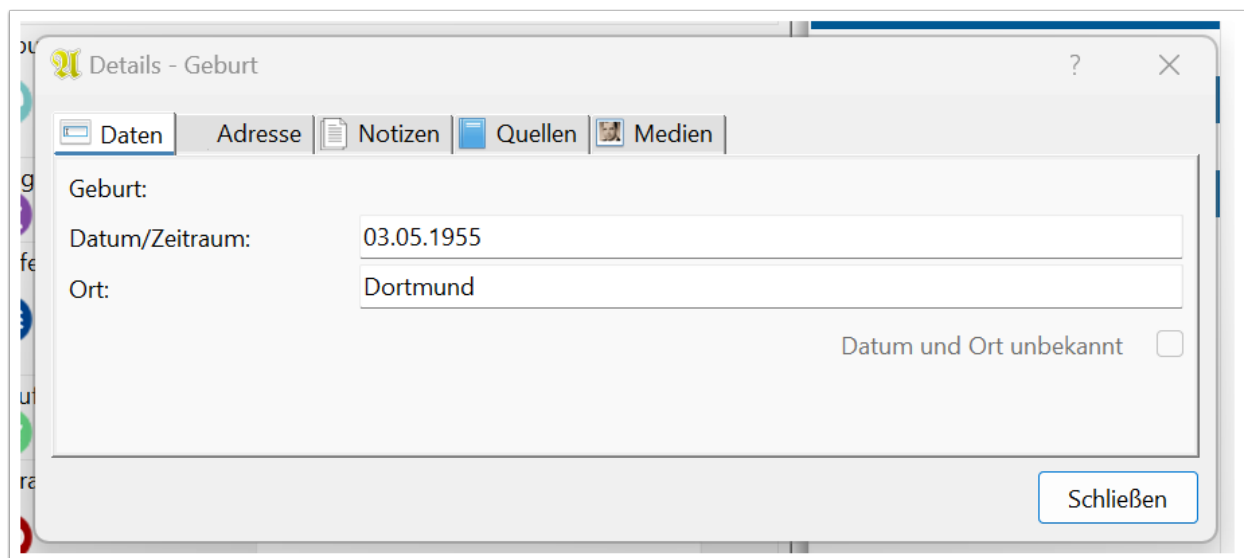 Details - Geburt
Daten Adresse Notizen Quellen Medien
Geburt:
Datum/Zeitraum: 03.05.1955
Ort: Dortmund
Datum und Ort unbekannt
Schließen